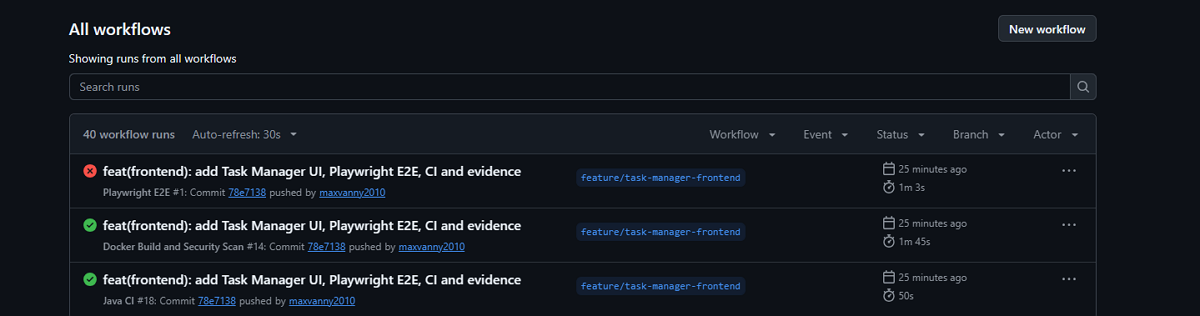 All workflows
New workflow
Showing runs from all workflows
Search runs
40 workflow runs Auto-refresh: 30s Workflow Event Status Branch Actor
feat(frontend): add Task Manager UI, Playwright E2E, CI and evidence
Playwright E2E #1: Commit 78e7138 pushed by maxvanny2010
feature/task-manager-frontend
25 minutes ago
1m 3s
feat(frontend): add Task Manager UI, Playwright E2E, CI and evidence
Docker Build and Security Scan #14: Commit 78e7138 pushed by maxvanny2010
feature/task-manager-frontend
25 minutes ago
1m 45s
feat(frontend): add Task Manager UI, Playwright E2E, CI and evidence
Java CI #18: Commit 78e7138 pushed by maxvanny2010
feature/task-manager-frontend
25 minutes ago
50s